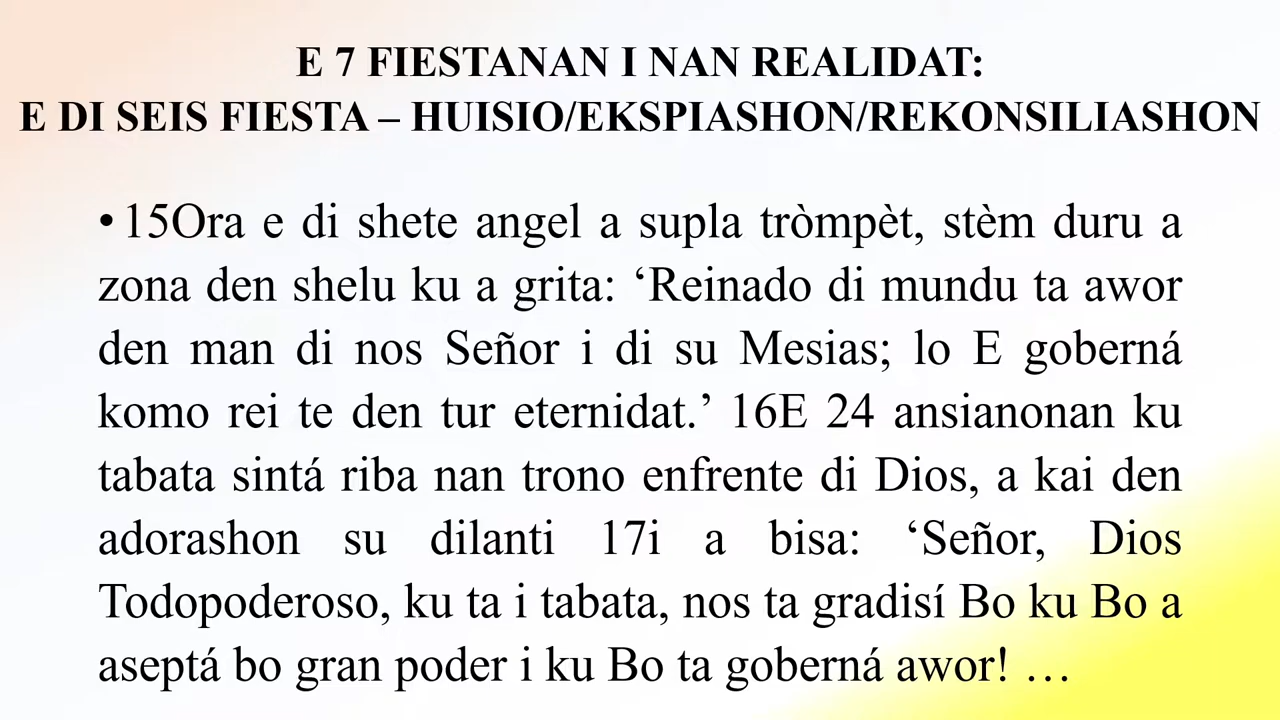 E 7 FIESTANAN I NAN REALIDAT:
E DI SEIS FIESTA – HUISIO/EKSPIASHON/REKONSILIASHON
• 15Ora e di shete angel a supla tròmpèt, stèm duru a
zona den shelu ku a grita: ‘Reinado di mundu ta awor
den man di nos Señor i di su Mesias; lo E goberná
komo rei te den tur eternidat.’ 16E 24 ansianonan ku
tabata sintá riba nan trono enfrente di Dios, a kai den
adorashon su dilanti 17i a bisa: ‘Señor, Dios
Todopoderoso, ku ta i tabata, nos ta gradisí Bo ku Bo a
aseptá bo gran poder i ku Bo ta goberná awor! …